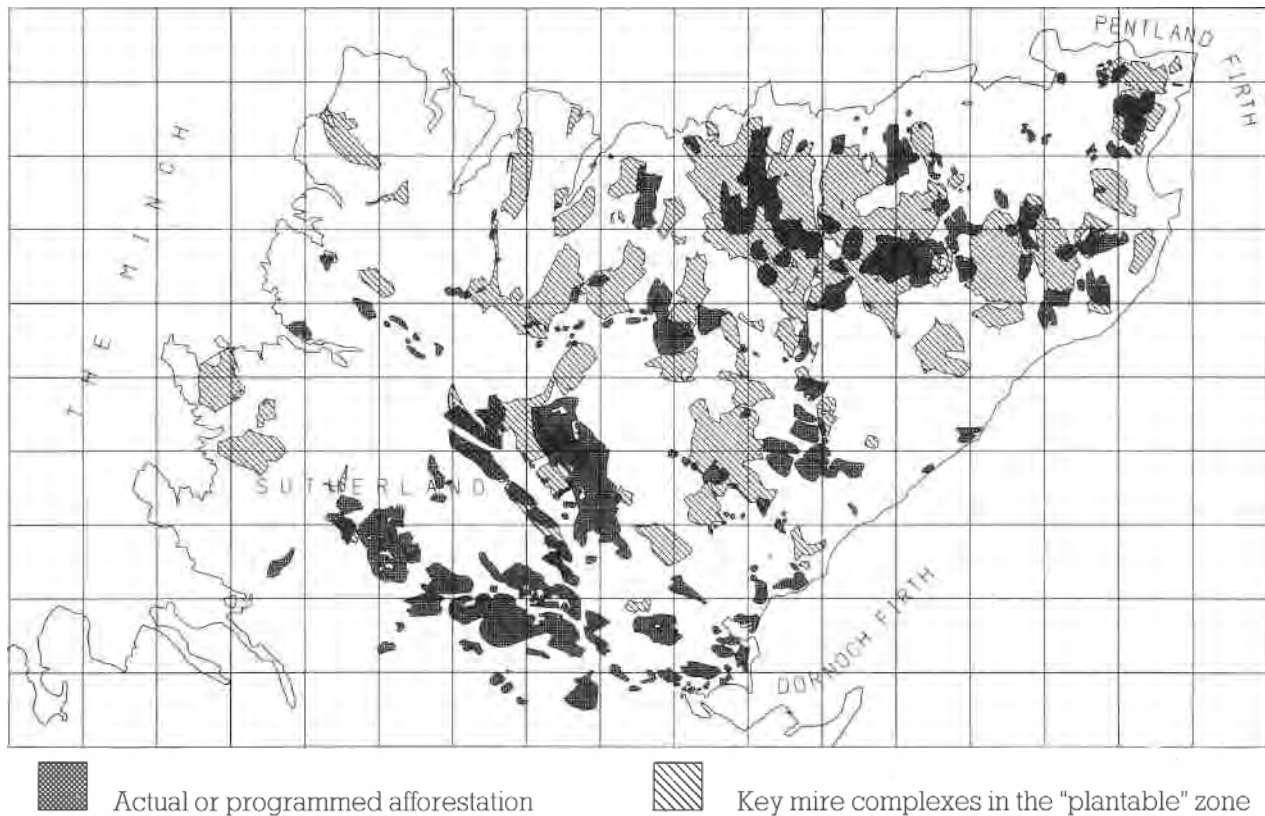 PENTLAND
FIRTH
THE MINCH
SUTHERLAND
DORNOCH FIRTH
Actual or programmed afforestation
Key mire complexes in the "plantable" zone